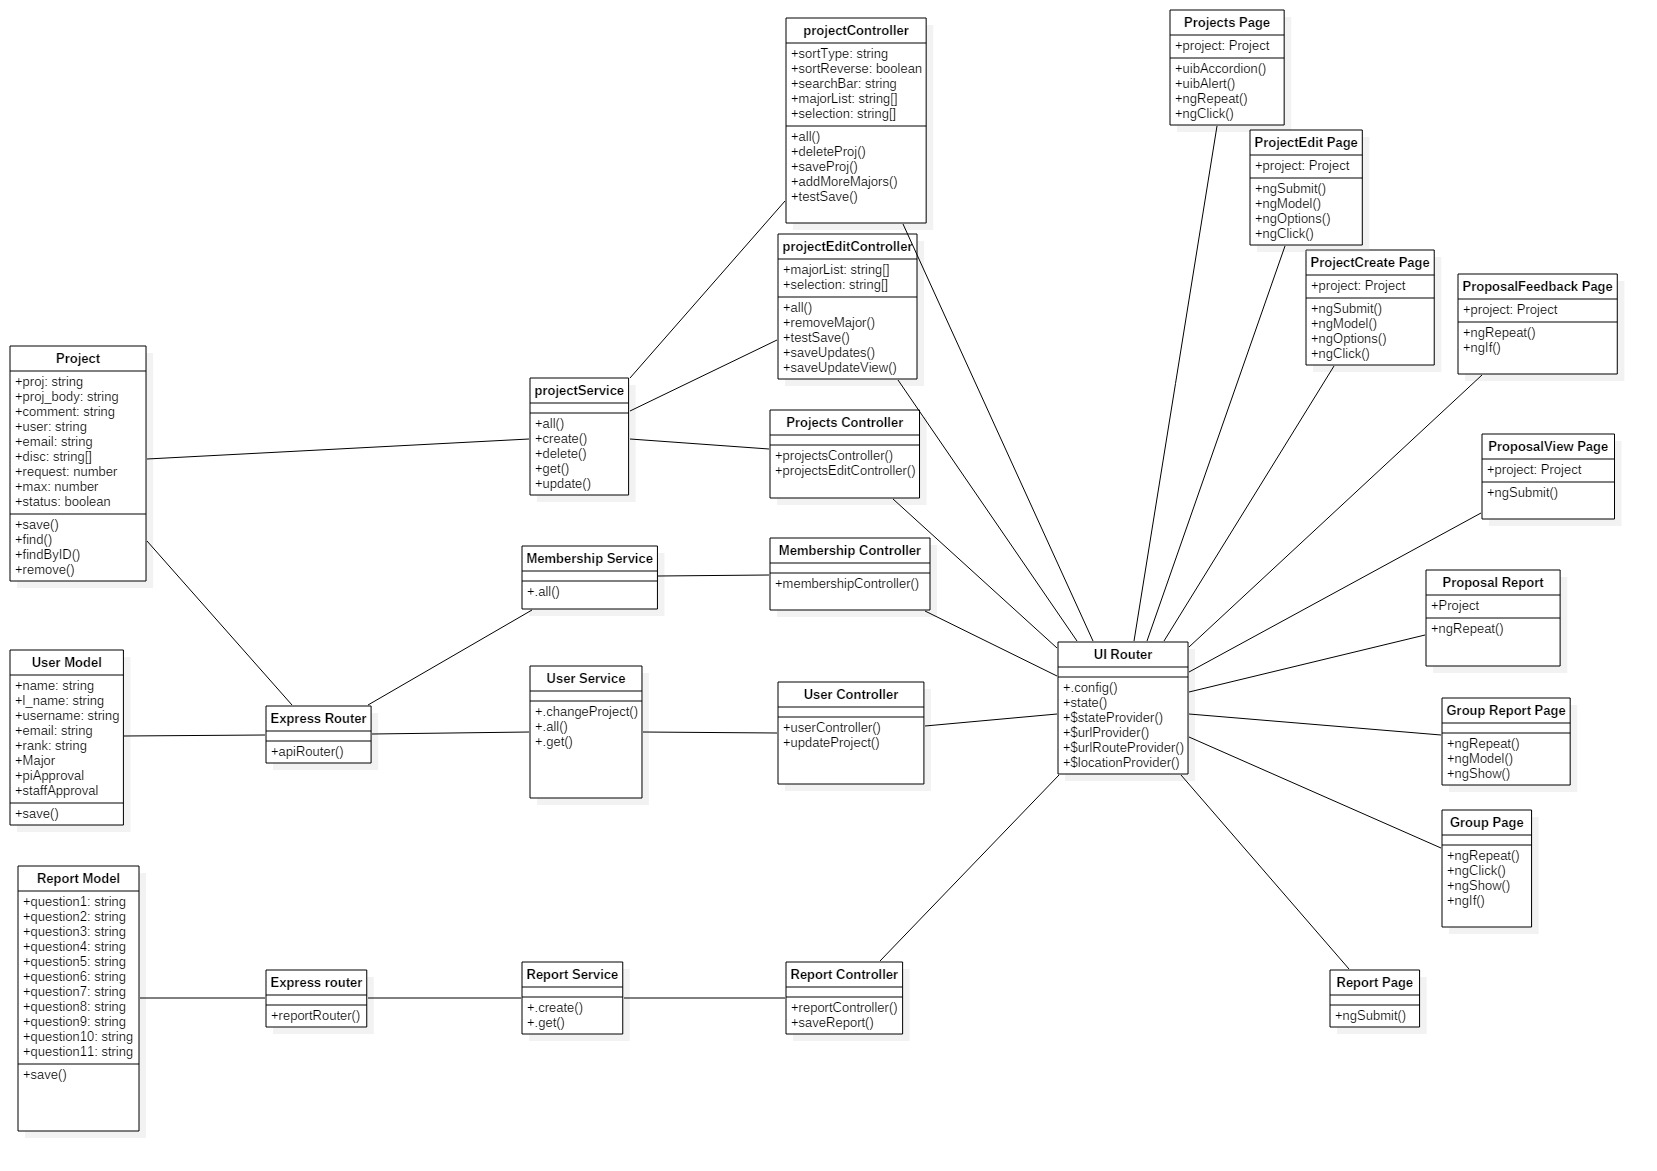 projectController
+sortType: string
+sortReverse: boolean
+searchBar: string
+majorList: string[]
+selection: string[]
+all()
+deleteProj()
+saveProj()
+addMoreMajors()
+testSave()
Projects Page
+project: Project
+uibAccordion()
+uibAlert()
+ngRepeat()
+ngClick()
ProjectEdit Page
+project: Project
+ngSubmit()
+ngModel()
+ngOptions()
+ngClick()
projectEditController
+majorList: string[]
+selection: string[]
+all()
+removeMajor()
+testSave()
+saveUpdates()
+saveUpdateView()
ProjectCreate Page
+project: Project
+ngSubmit()
+ngModel()
+ngOptions()
+ngClick()
ProposalFeedback Page
+project: Project
+ngRepeat()
+ngIf()
Project
+proj: string
+proj_body: string
+comment: string
+user: string
+email: string
+disc: string[]
+request: number
+max: number
+status: boolean
+save()
+find()
+findByID()
+remove()
projectService
+all()
+create()
+delete()
+get()
+update()
Projects Controller
+projectsController()
+projectsEditController()
ProposalView Page
+project: Project
+ngSubmit()
Membership Service
+.all()
Membership Controller
+membershipController()
Proposal Report
+Project
+ngRepeat()
User Model
+name: string
+l_name: string
+username: string
+email: string
+rank: string
+Major
+piApproval
+staffApproval
+save()
Express Router
+apiRouter()
User Service
+.changeProject()
+.all()
+.get()
User Controller
+userController()
+updateProject()
UI Router
+.config()
+state()
+$stateProvider()
+$urlProvider()
+$urlRouteProvider()
+$locationProvider()
Group Report Page
+ngRepeat()
+ngModel()
+ngShow()
Group Page
+ngRepeat()
+ngClick()
+ngShow()
+ngIf()
Report Model
+question1: string
+question2: string
+question3: string
+question4: string
+question5: string
+question6: string
+question7: string
+question8: string
+question9: string
+question10: string
+question11: string
+save()
Express router
+reportRouter()
Report Service
+.create()
+.get()
Report Controller
+reportController()
+saveReport()
Report Page
+ngSubmit()